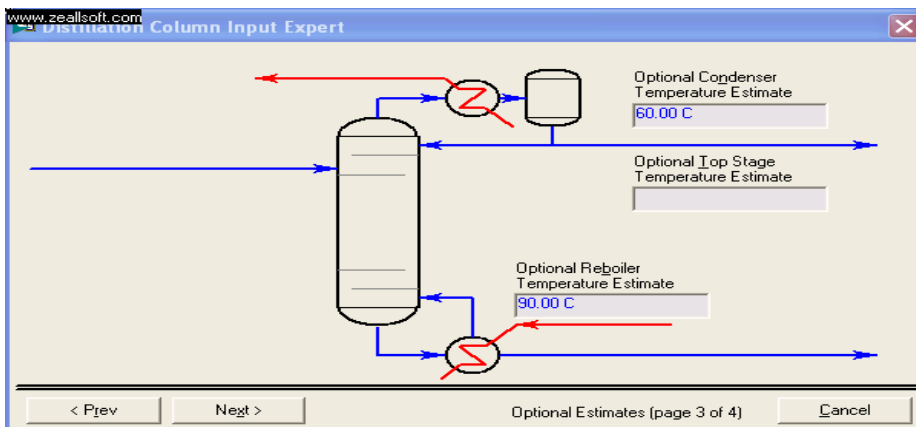 www.zeallsoft.com
Distillation Column Input Expert
Optional Condenser
Temperature Estimate
60.00 C
Optional Top Stage
Temperature Estimate
Optional Reboiler
Temperature Estimate
90.00 C
< Prev
Next >
Optional Estimates (page 3 of 4)
Cancel